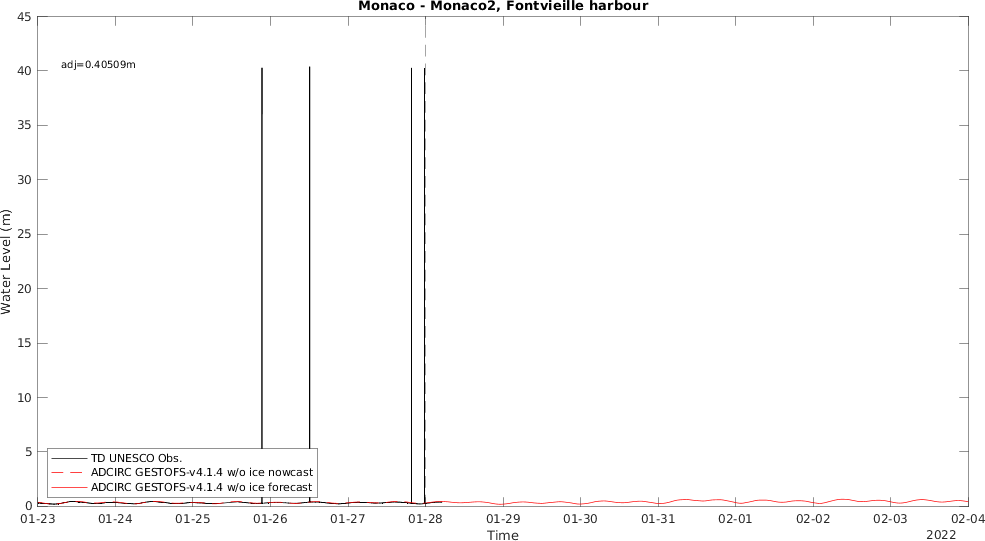 Monaco - Monaco2, Fontvieille harbour
adj=0.40509m
45
40
35
30
25
20
15
10
5
0
Water Level (m)
TD UNESCO Obs.
ADCIRC GESTOFS-v4.1.4 w/o ice nowcast
ADCIRC GESTOFS-v4.1.4 w/o ice forecast
01-23 01-24 01-25 01-26 01-27 01-28 01-29 01-30 01-31 02-01 02-02 02-03 02-04
Time
2022